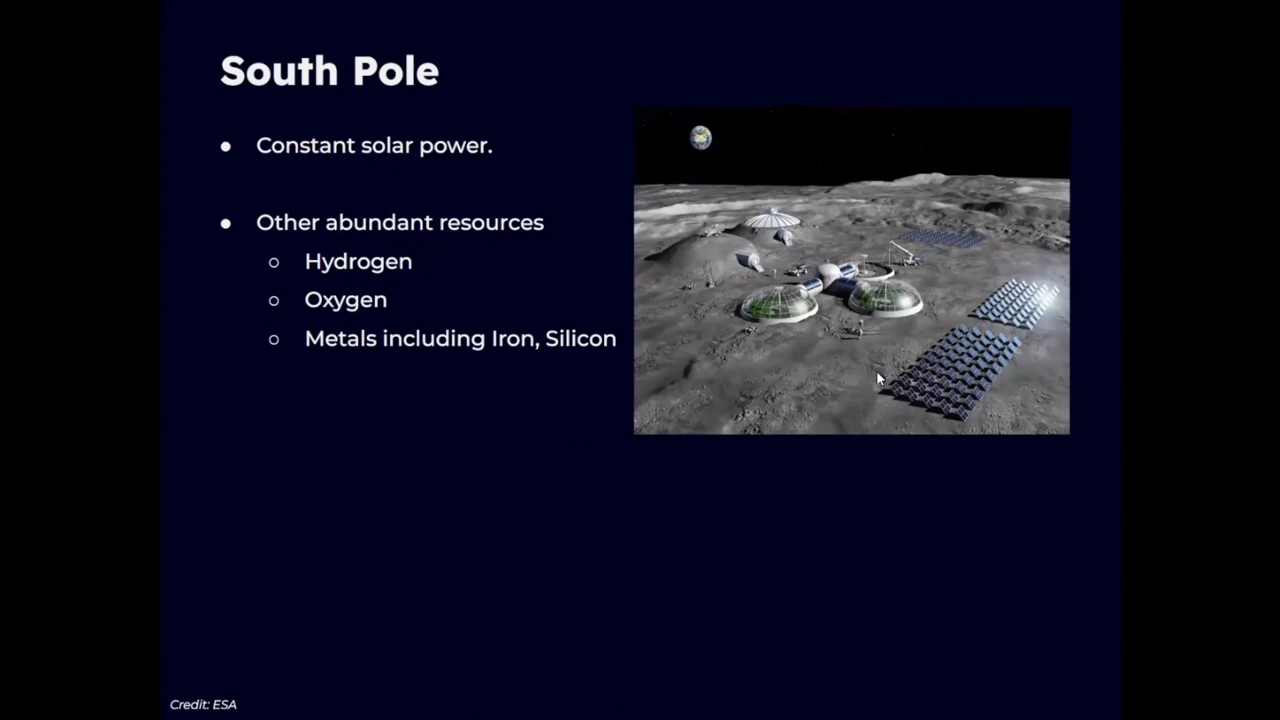 South Pole
● Constant solar power.
● Other abundant resources
○ Hydrogen
○ Oxygen
○ Metals including Iron, Silicon
Credit: ESA